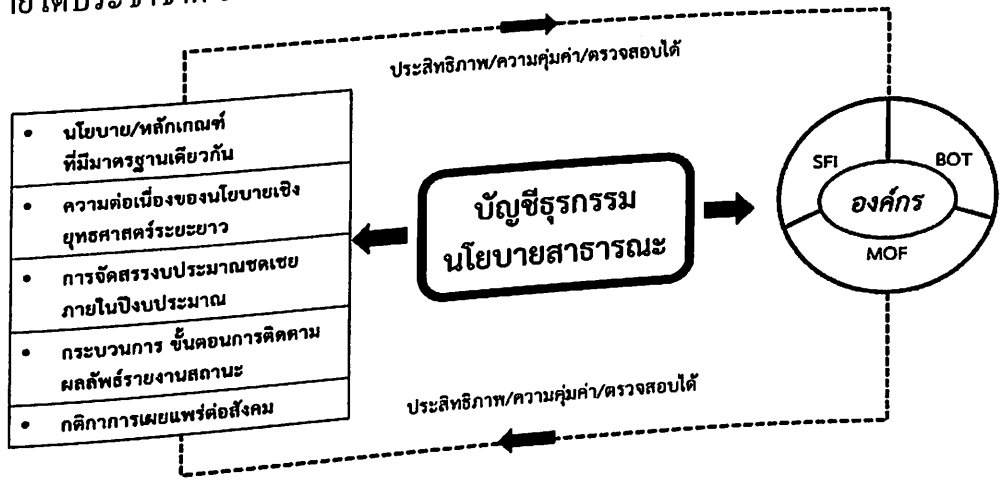 ประสิทธิภาพ/ความคุ้มค่า/ตรวจสอบได้
• นโยบาย/หลักเกณฑ์
ที่มีมาตรฐานเดียวกัน
• ความต่อเนื่องของนโยบายเชิง
ยุทธศาสตร์ระยะยาว
• การจัดสรรงบประมาณชดเชย
ภายในปีงบประมาณ
• กระบวนการ ขั้นตอนการติดตาม
ผลลัพธ์รายงานสถานะ
• กติกาการเผยแพร่ต่อสังคม
บัญชีธุรกรรม
นโยบายสาธารณะ
SFI
BOT
องค์กร
MOF
ประสิทธิภาพ/ความคุ้มค่า/ตรวจสอบได้